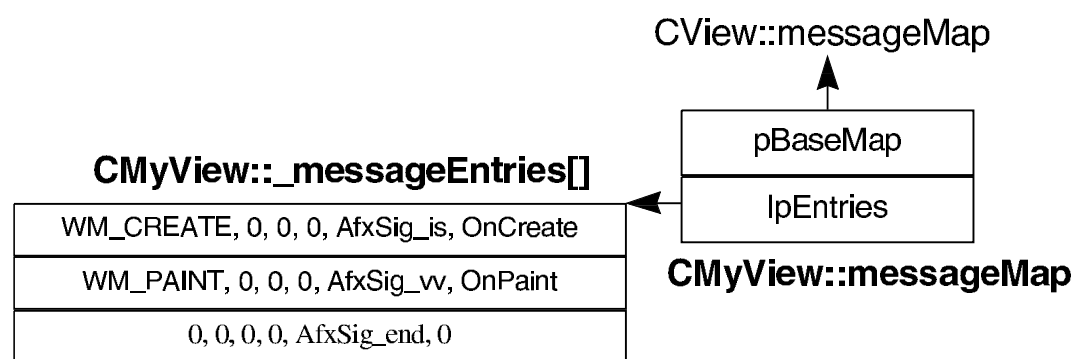 CView::messageMap
pBaseMap
CMyView::_messageEntries[]
lpEntries
WM_CREATE, 0, 0, 0, AfxSig_is, OnCreate
CMyView::messageMap
WM_PAINT, 0, 0, 0, AfxSig_vv, OnPaint
0, 0, 0, 0, AfxSig_end, 0